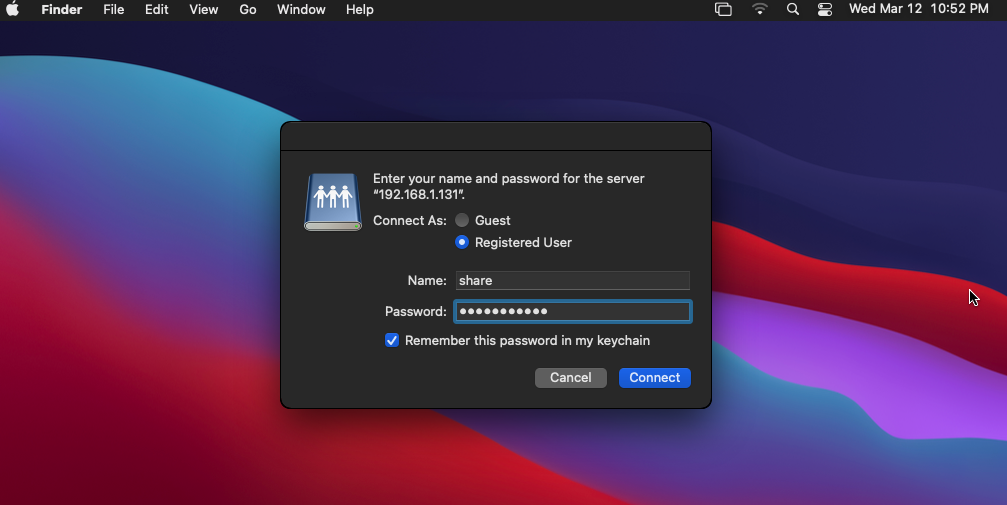 Finder File Edit View Go Window Help Wed Mar 12 10:52 PM
Enter your name and password for the server
“192.168.1.131”.
Connect As: Guest
Registered User
Name: share
Password: •••••••••••
Remember this password in my keychain
Cancel Connect